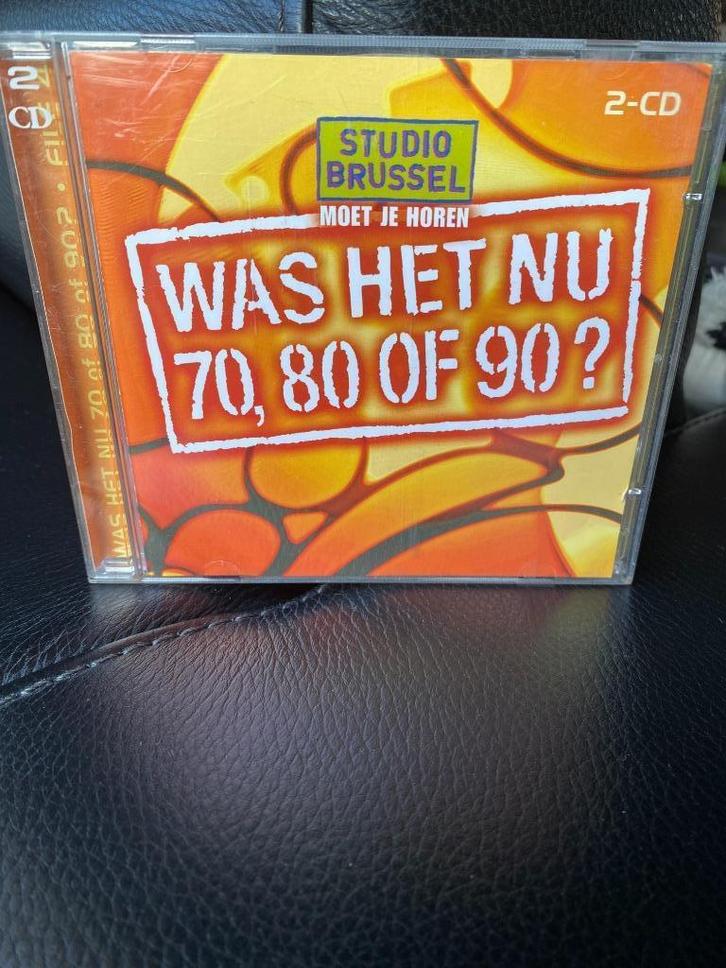 2
CD
WAS HET NU 70 of 80 of 90? • File
2-CD
STUDIO
BRUSSEL
MOET JE HOREN
WAS HET NU
70, 80 OF 90?